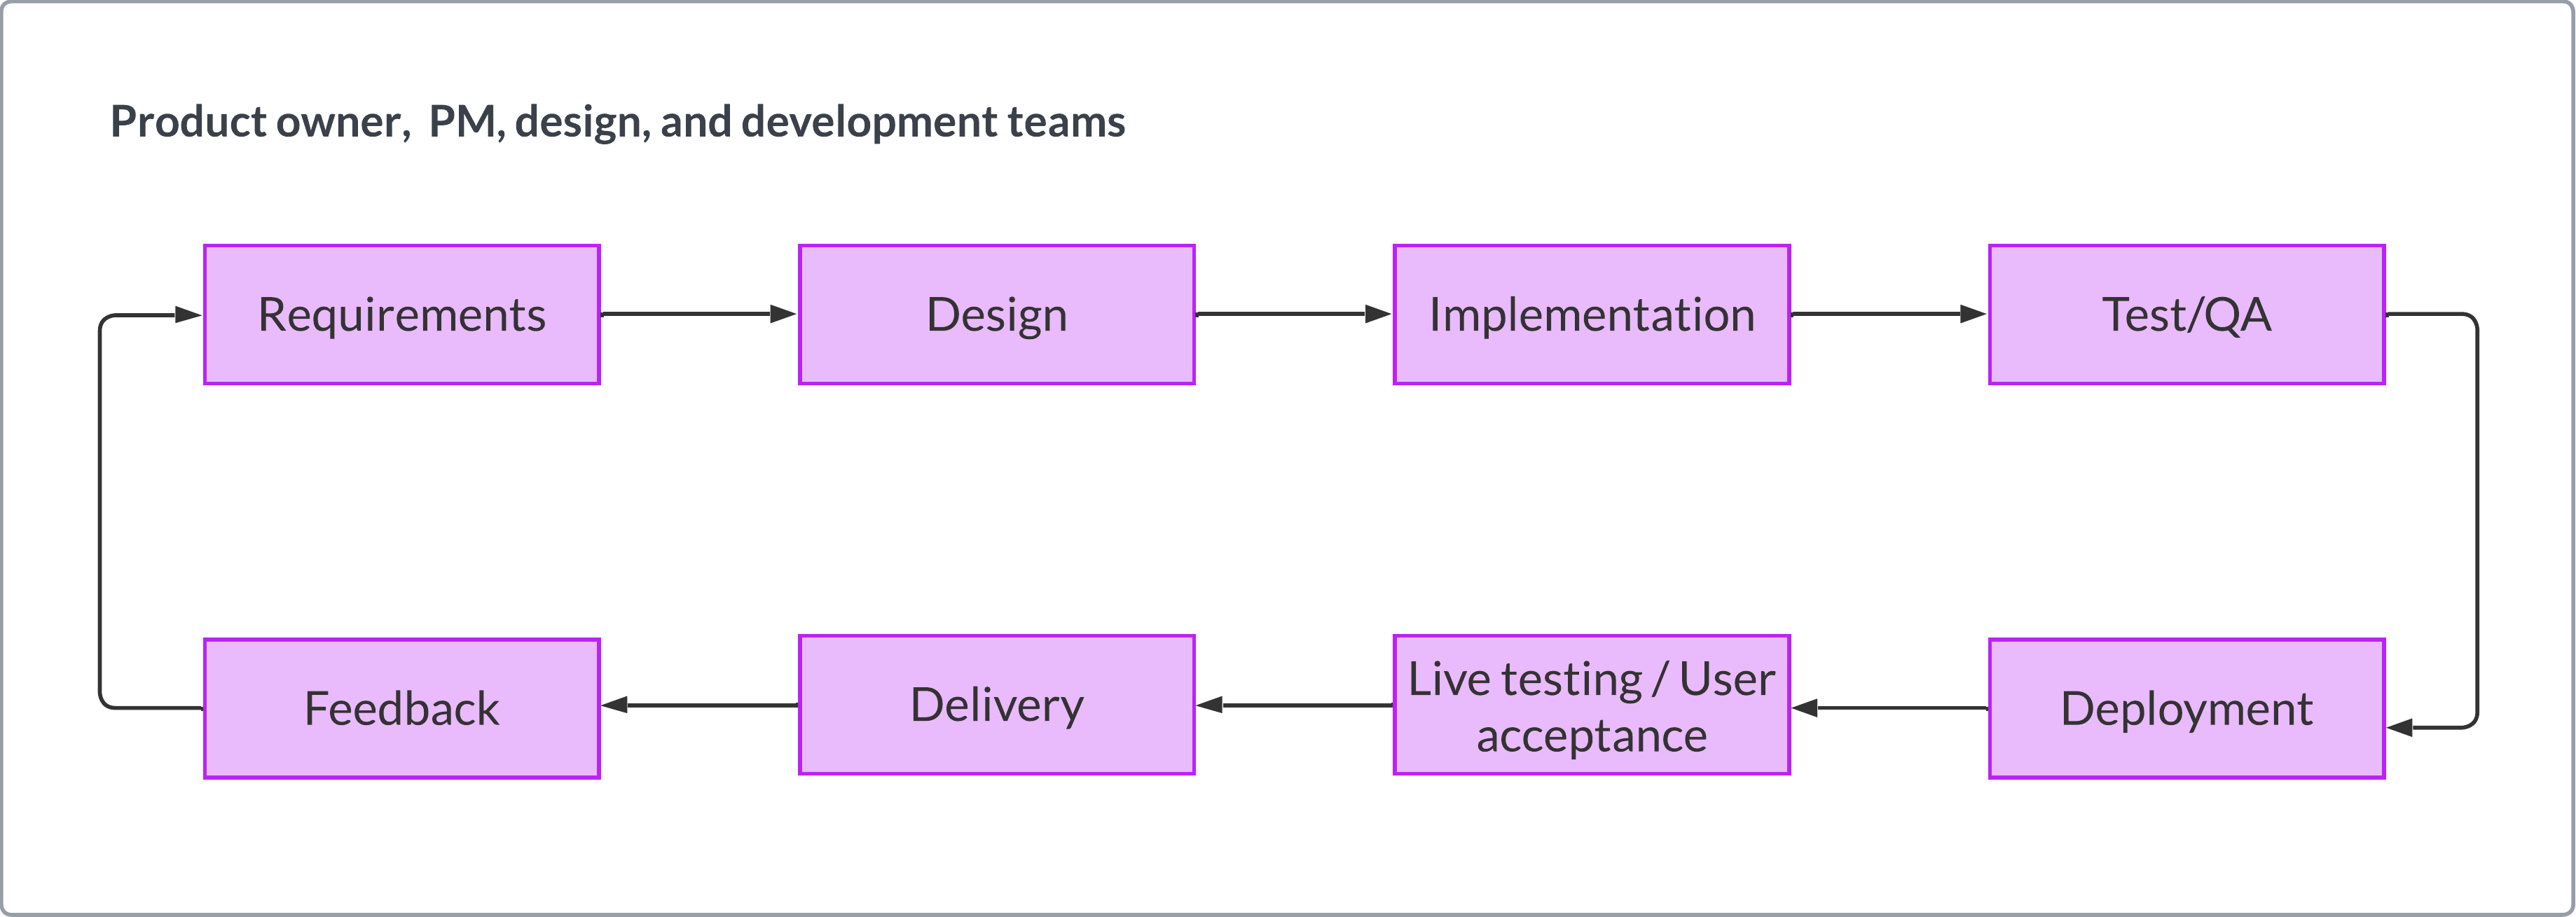 Product owner,  PM, design, and development teams
Requirements
Design
Implementation
Test/QA
Feedback
Delivery
Live testing / User
acceptance
Deployment